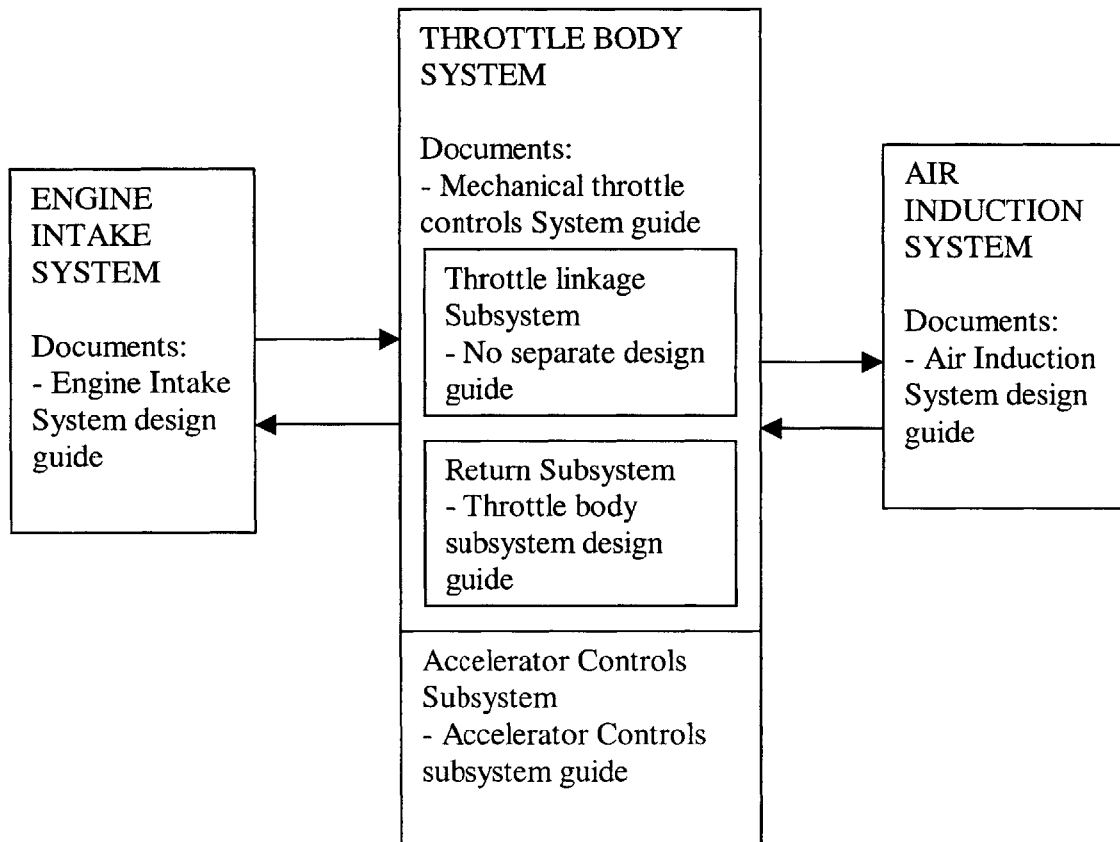 ENGINE
INTAKE
SYSTEM
Documents:
- Engine Intake
System design
guide
THROTTLE BODY
SYSTEM
Documents:
- Mechanical throttle
controls System guide
Throttle linkage
Subsystem
- No separate design
guide
Return Subsystem
- Throttle body
subsystem design
guide
Accelerator Controls
Subsystem
- Accelerator Controls
subsystem guide
AIR
INDUCTION
SYSTEM
Documents:
- Air Induction
System design
guide